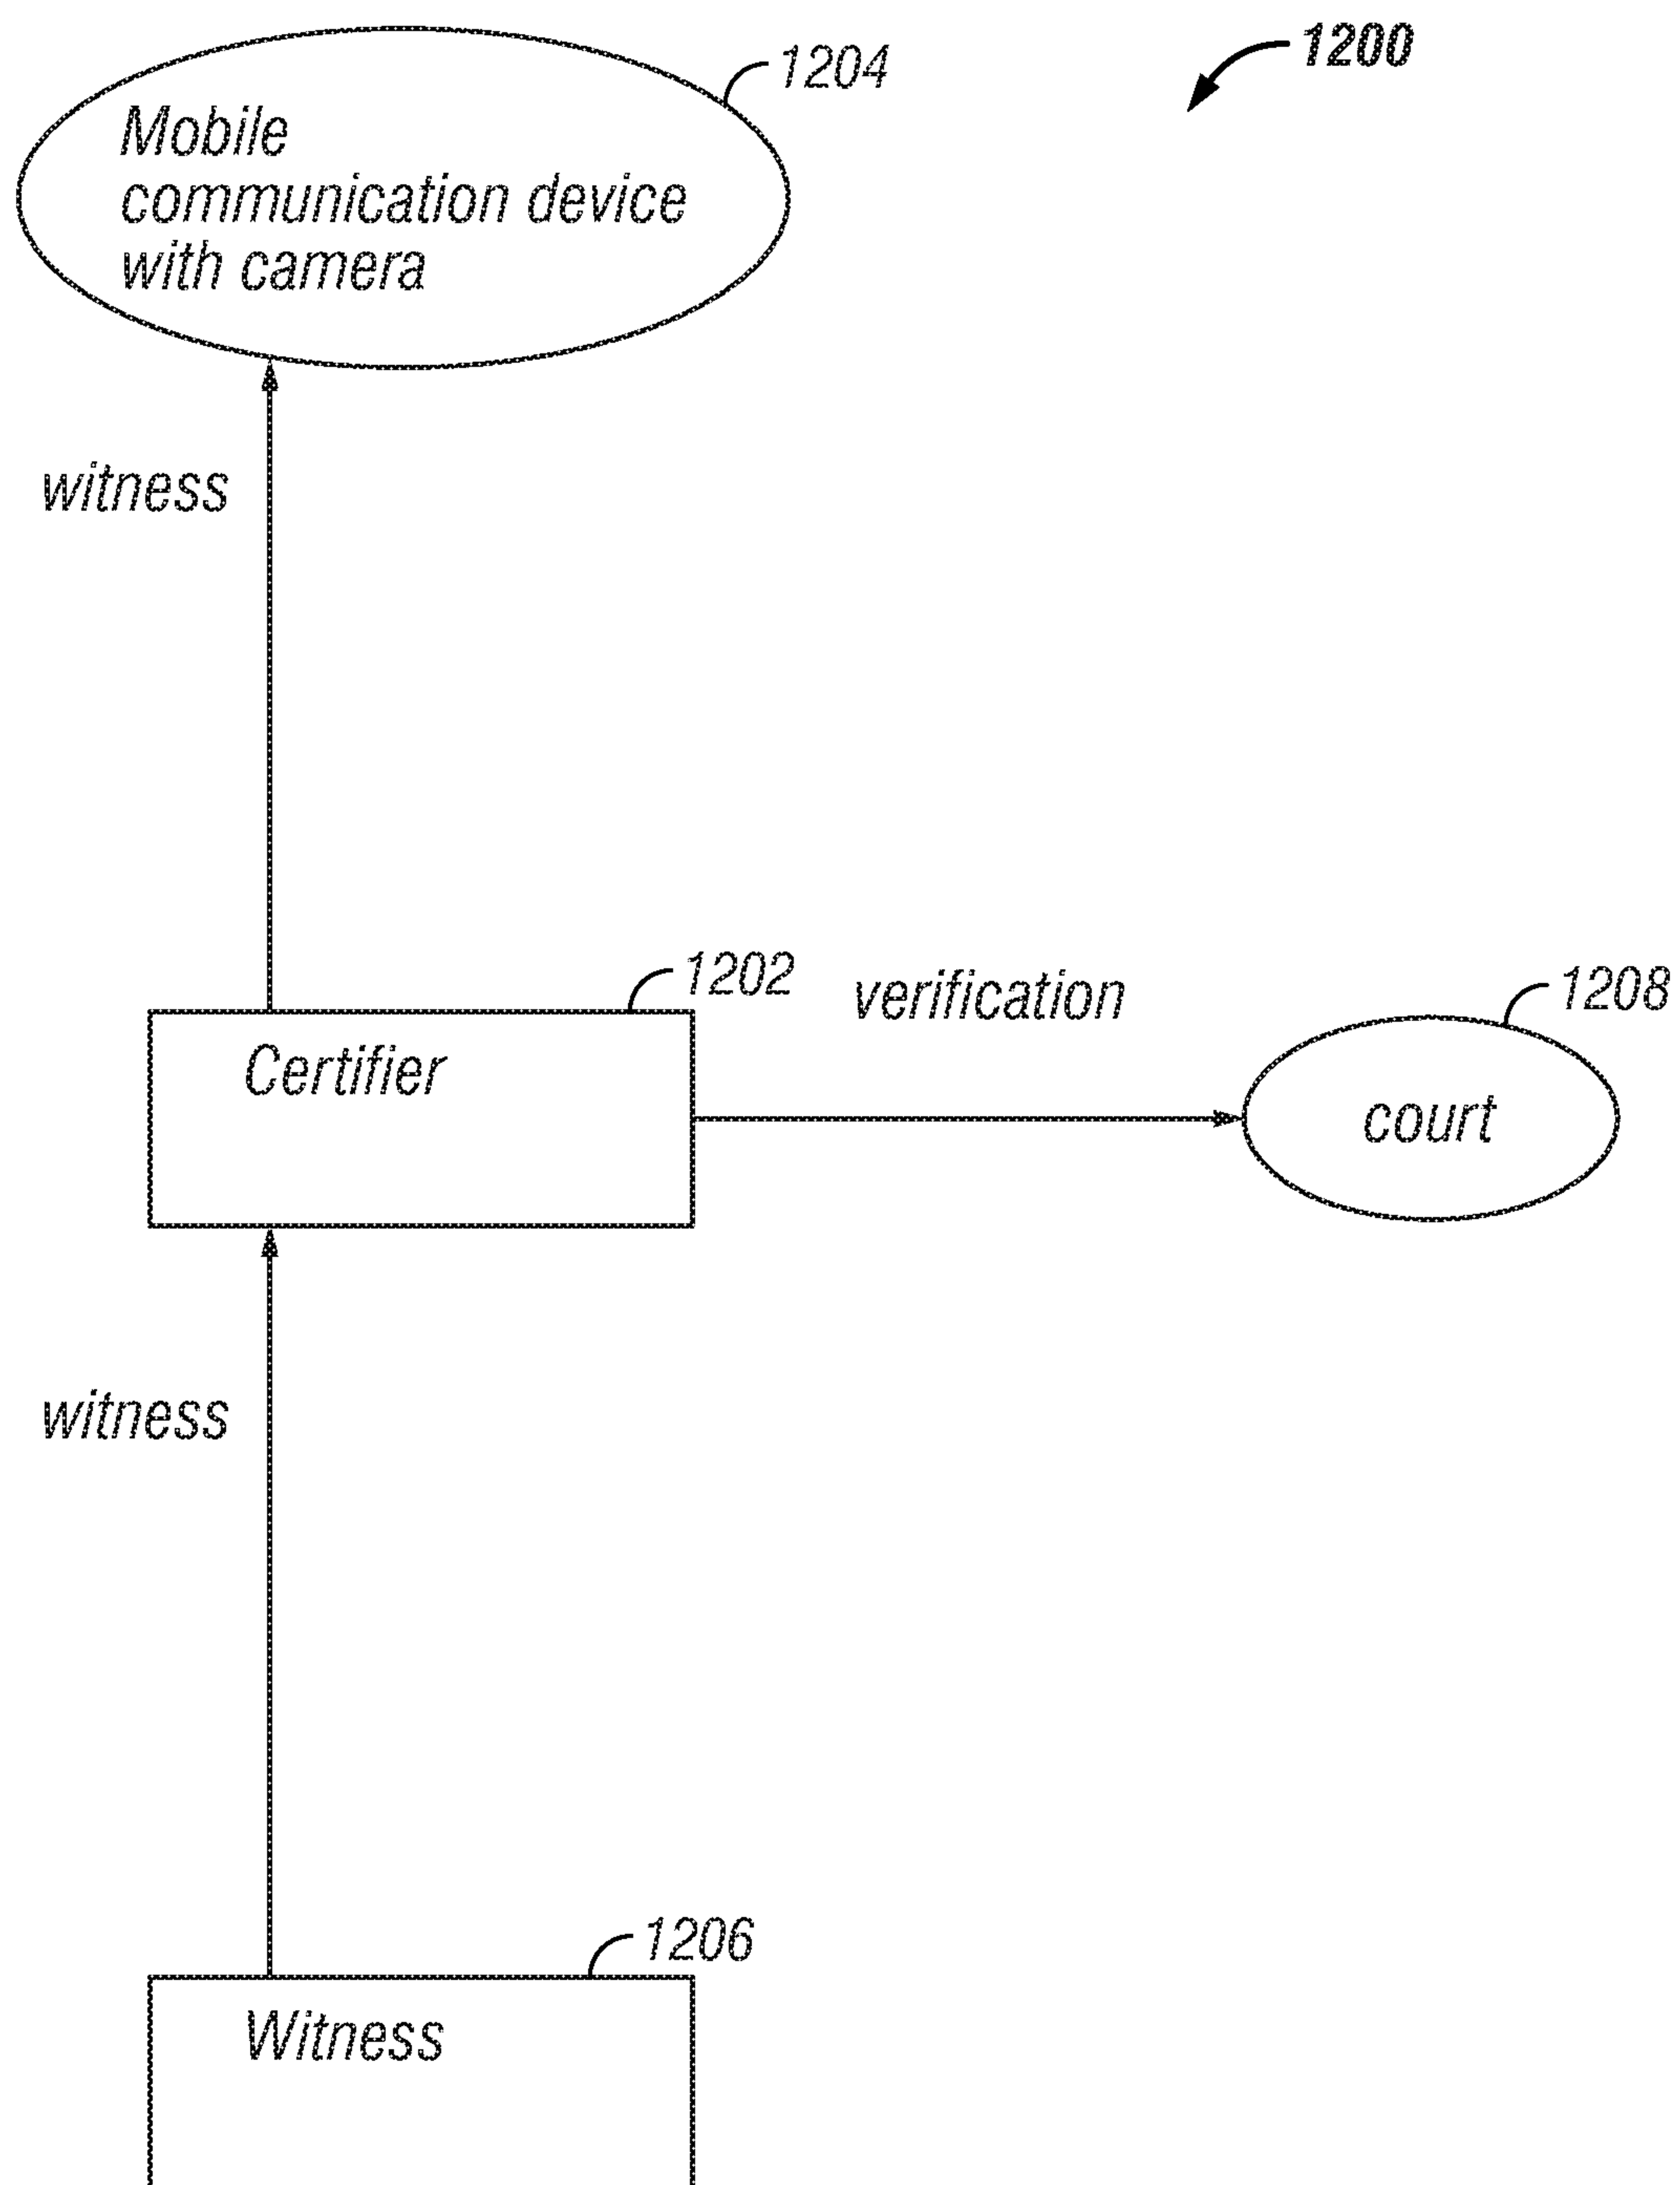 1204
1200
Mobile
communication device
with camera
witness
1202
verification
1208
Certifier
court
witness
1206
Witness